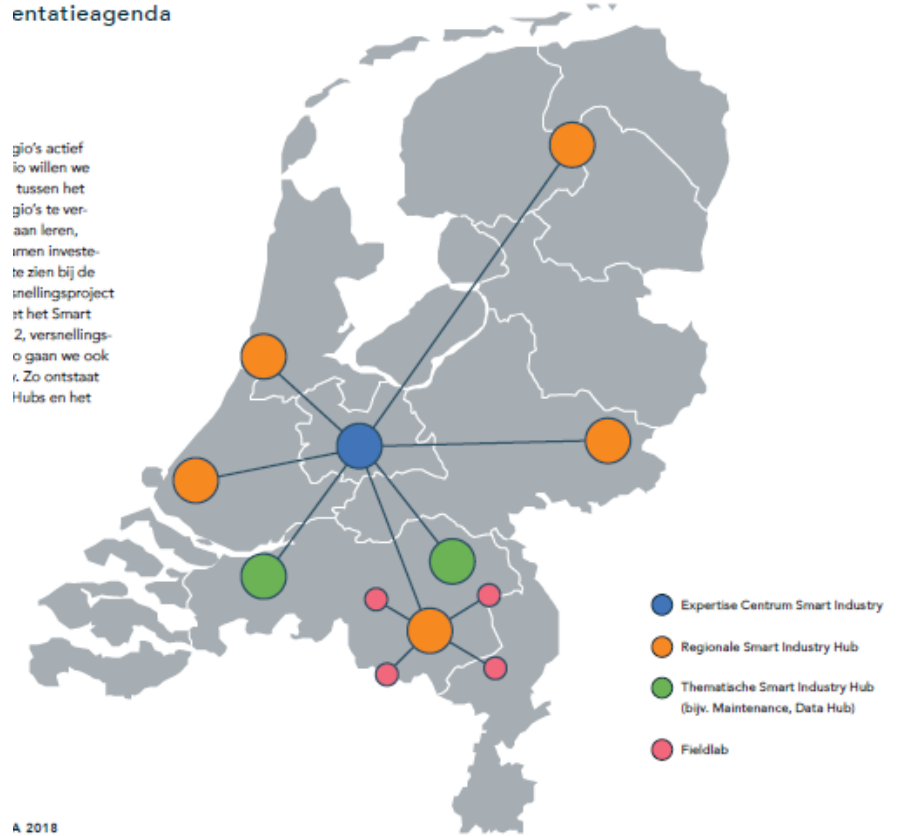 entatieagenda
gio's actief
io willen we
tussen het
gio's te ver-
aan leren,
men investe-
te zien bij de
snellingsproject
et het Smart
2, versnellings-
o gaan we ook
. Zo ontstaat
Hubs en het
Expertise Centrum Smart Industry
Regionale Smart Industry Hub
Thematische Smart Industry Hub
(bijv. Maintenance, Data Hub)
Fieldlab
A 2018